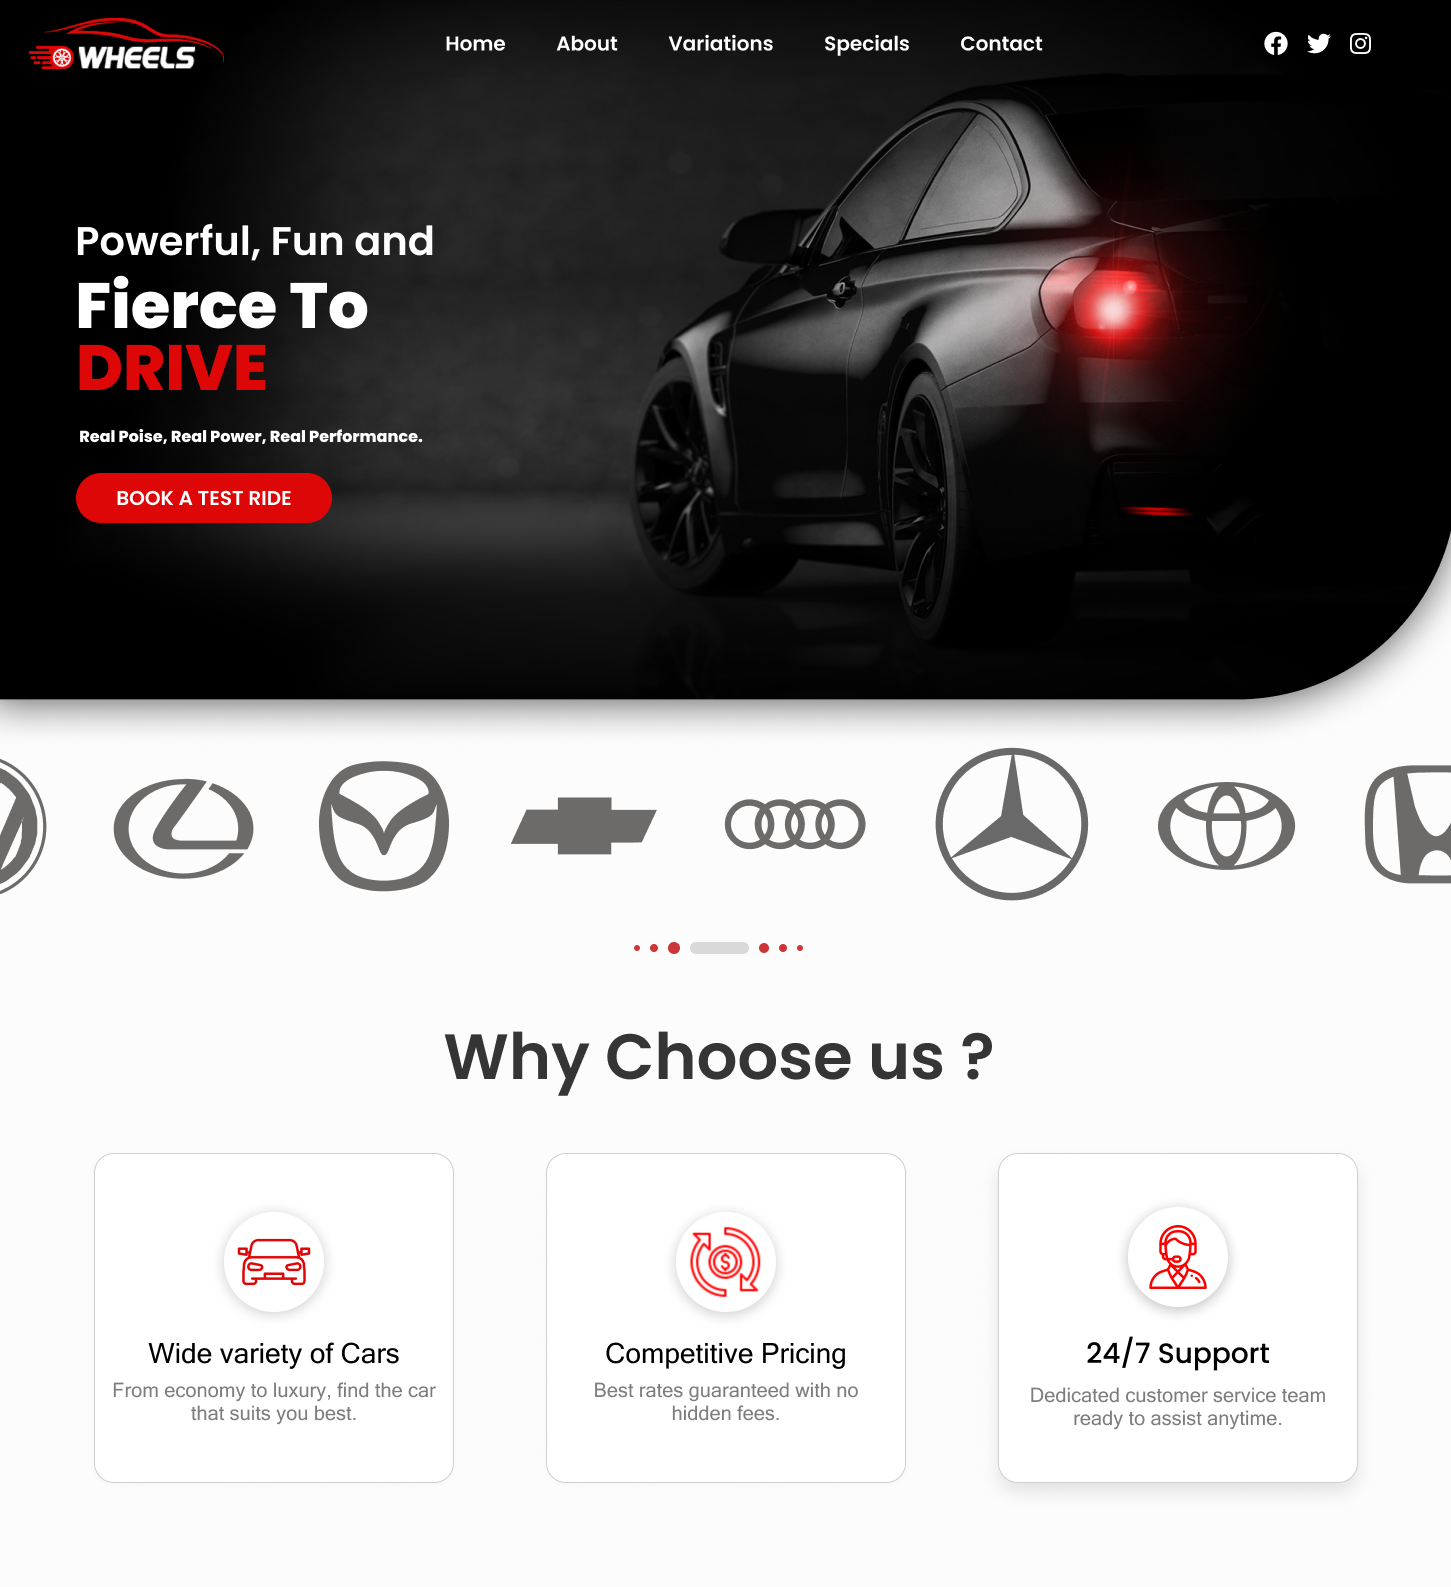 WHEELS
Home About Variations Specials Contact
Powerful, Fun and
Fierce To
DRIVE
Real Poise, Real Power, Real Performance.
BOOK A TEST RIDE
Why Choose us ?
Wide variety of Cars
From economy to luxury, find the car
that suits you best.
$
Competitive Pricing
Best rates guaranteed with no
hidden fees.
24/7 Support
Dedicated customer service team
ready to assist anytime.